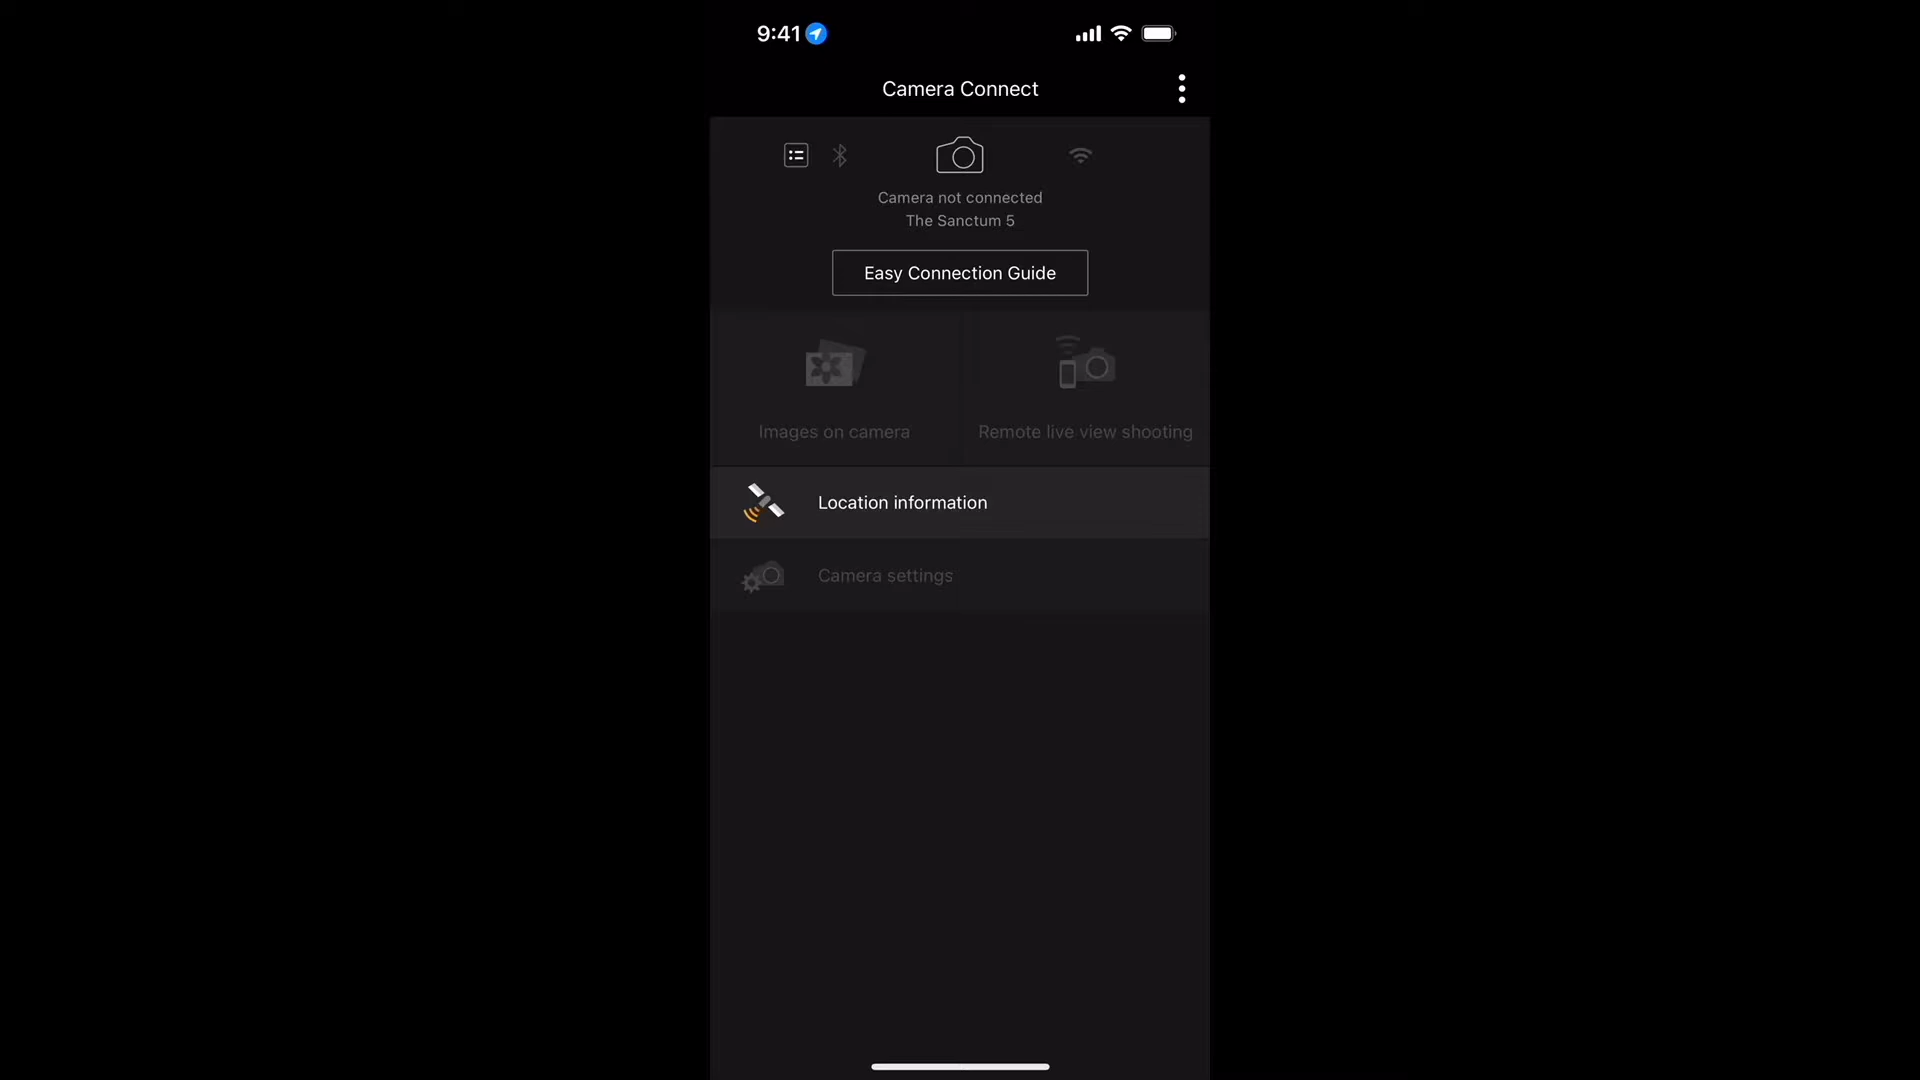 9:41
Camera Connect
Camera not connected
The Sanctum 5
Easy Connection Guide
Images on camera
Remote live view shooting
Location information
Camera settings